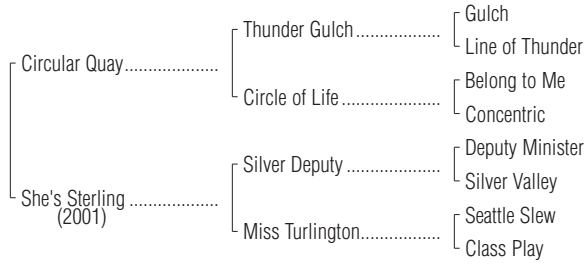 Gulch
Thunder Gulch
Line of Thunder
Circular Quay
Belong to Me
Circle of Life
Concentric
Deputy Minister
Silver Deputy
Silver Valley
She's Sterling
(2001)
Seattle Slew
Miss Turlington
Class Play